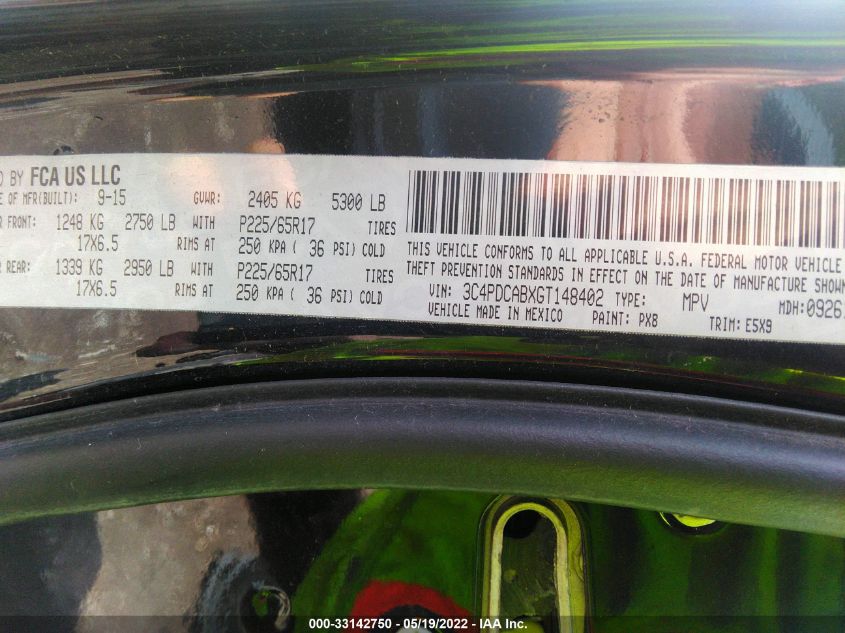 D BY FCA US LLC
E OF MFR(BUILT): 9-15 GVWR: 2405 KG 5300 LB
R FRONT: 1248 KG 2750 LB WITH P225/65R17 TIRES
17X6.5 RIMS AT 250 KPA ( 36 PSI) COLD
R REAR: 1339 KG 2950 LB WITH P225/65R17 TIRES
17X6.5 RIMS AT 250 KPA ( 36 PSI) COLD
THIS VEHICLE CONFORMS TO ALL APPLICABLE U.S.A. FEDERAL MOTOR VEHICLE
THEFT PREVENTION STANDARDS IN EFFECT ON THE DATE OF MANUFACTURE SHOWN
VIN: 3C4PDCABXGT148402 TYPE: MPV MDH:0926
VEHICLE MADE IN MEXICO PAINT: PX8 TRIM: E5X9
000-33142750 - 05/19/2022 - IAA Inc.